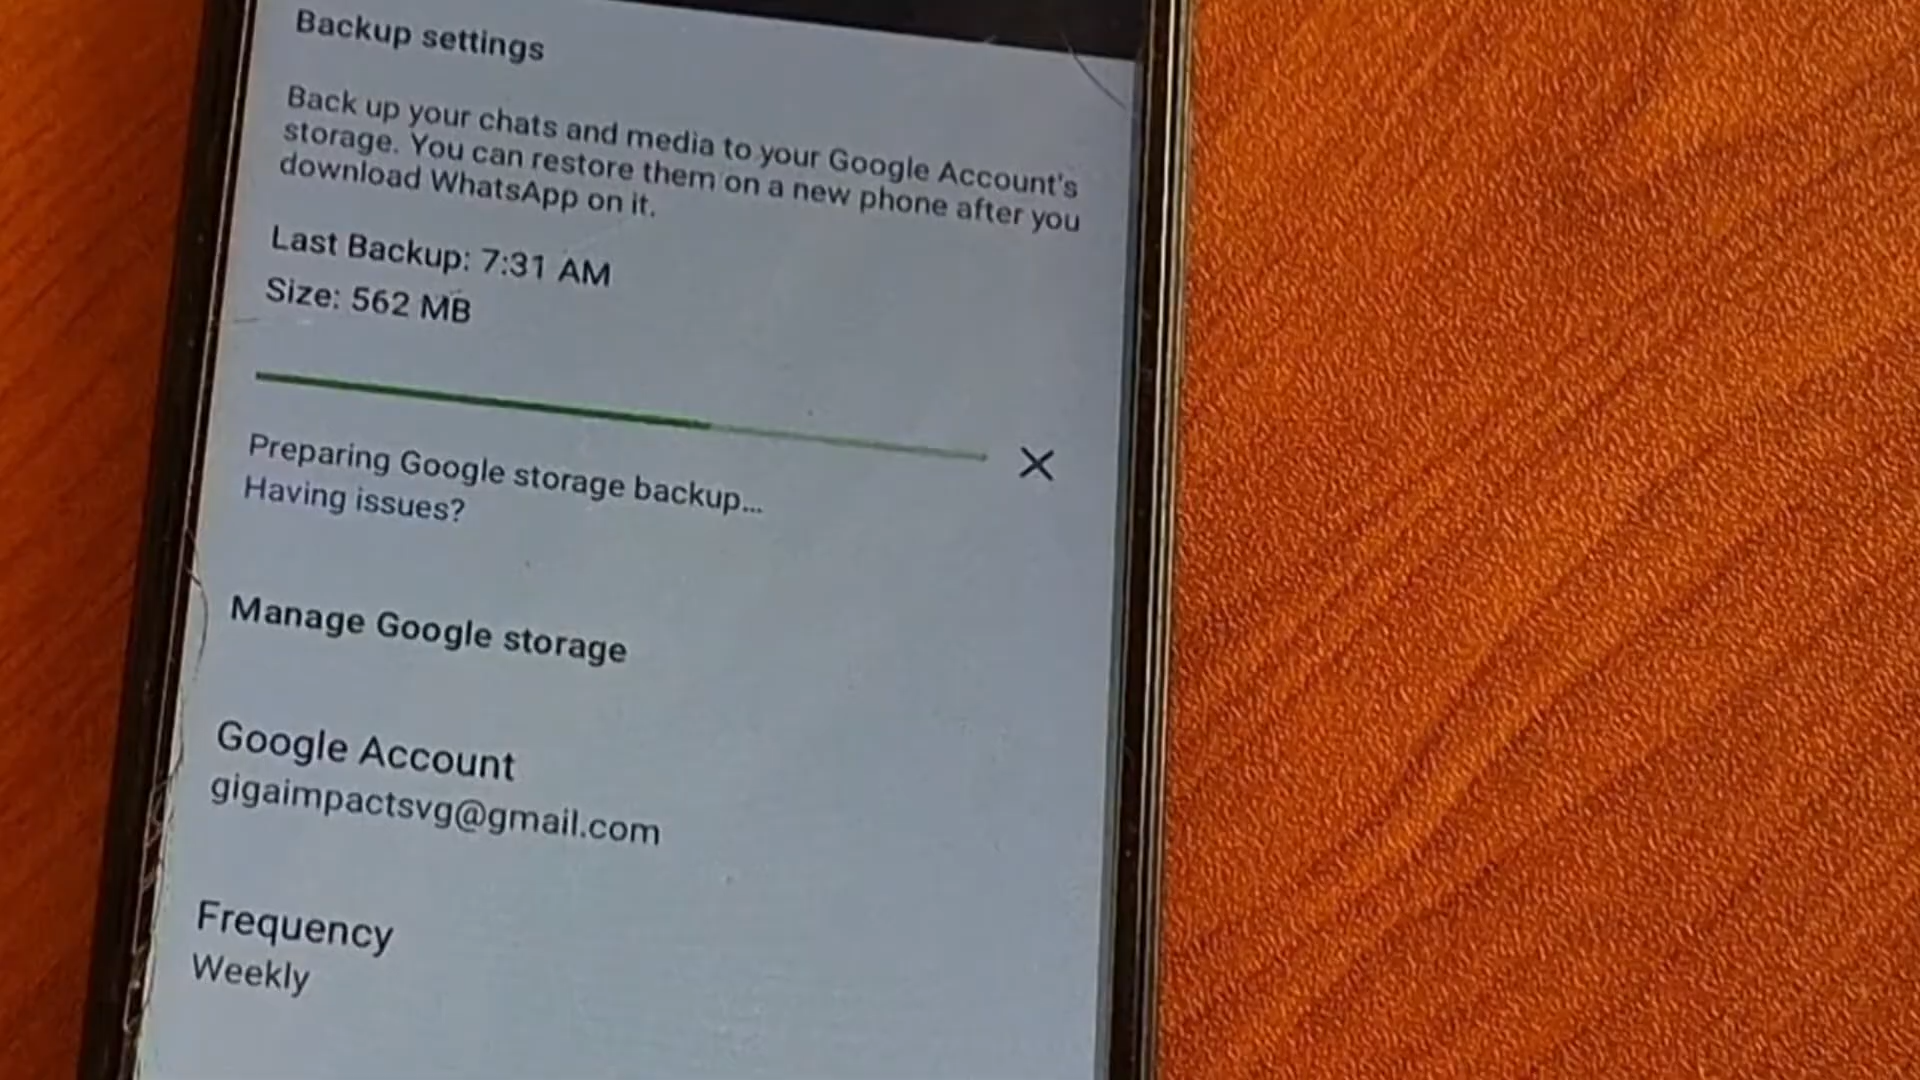 Backup settings
Back up your chats and media to your Google Account's
storage. You can restore them on a new phone after you
download WhatsApp on it.
Last Backup: 7:31 AM
Size: 562 MB
Preparing Google storage backup...
Having issues?
Manage Google storage
Google Account
gigaimpactsvg@gmail.com
Frequency
Weekly